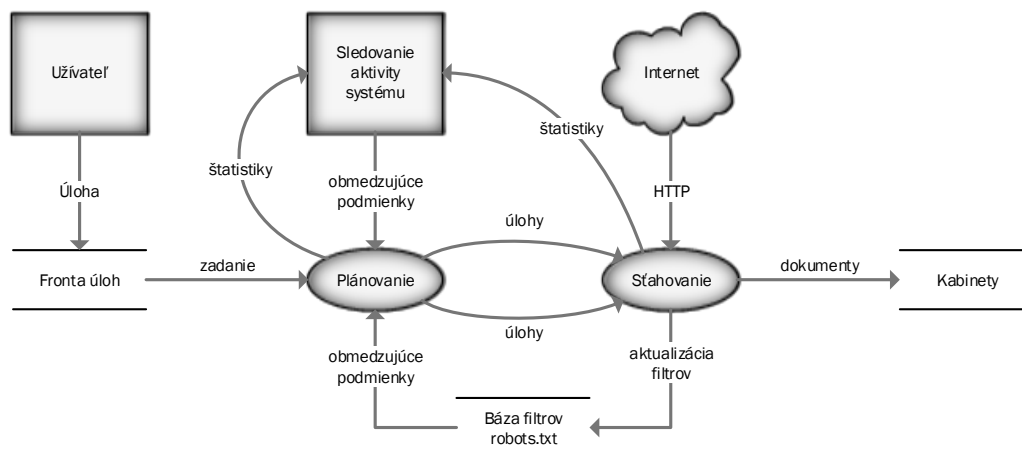 Užívateľ
Sledovanie
aktivity
systému
Internet
štatistiky
štatistiky
Úloha
obmedzujúce
podmienky
HTTP
úlohy
Fronta úloh
zadanie
Plánovanie
Sťahovanie
dokumenty
Kabinety
úlohy
obmedzujúce
podmienky
aktualizácia
filtrov
Báza filtrov
robots.txt